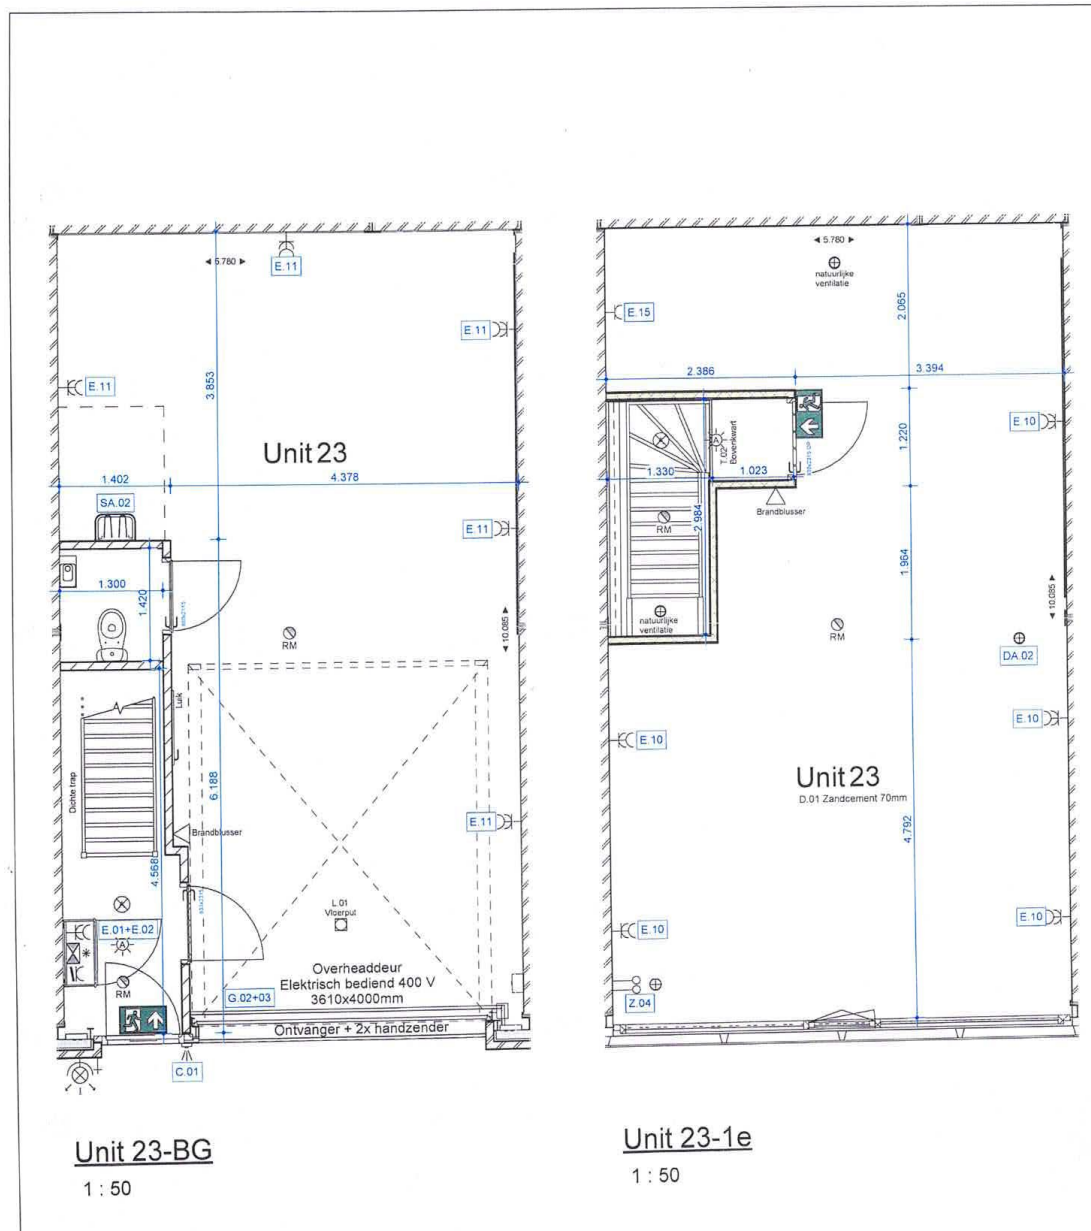 ◄ 5.780 ►
E.11
E.11
E.11
3.853
Unit 23
1.402
4.378
SA.02
E.11
1.300
1.420
RM
◄ 10.085 ►
Luik
Dichte trap
6.188
Brandblusser
E.11
4.568
L.01
Vloerput
E.01+E.02
A
RM
Overheaddeur
Elektrisch bediend 400 V
3610x4000mm
G.02+03
Ontvanger + 2x handzender
C.01
Unit 23-BG
1 : 50
◄ 5.780 ►
natuurlijke
ventilatie
2.065
E.15
2.386
3.394
E.10
1.220
A
T.02
Bovenkwart
1.330
1.023
Brandblusser
RM
2.984
1.964
natuurlijke
ventilatie
RM
◄ 10.085 ►
DA.02
E.10
E.10
Unit 23
D.01 Zandcement 70mm
4.792
E.10
E.10
Z.04
Unit 23-1e
1 : 50